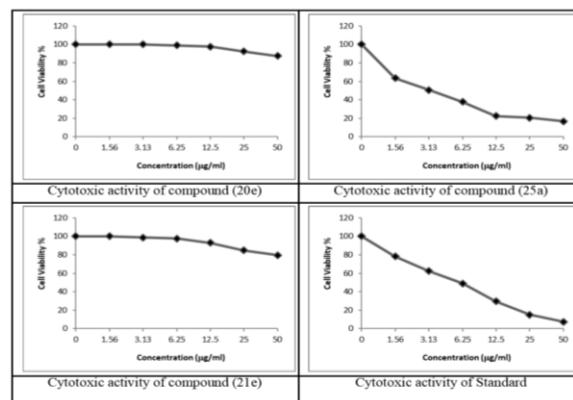 120
100
80
60
40
20
0
Cell Viability %
0 1.56 3.13 6.25 12.5 25 50
Concentration (µg/ml)
Cytotoxic activity of compound (20e)
120
100
80
60
40
20
0
Cell Viability %
0 1.56 3.13 6.25 12.5 25 50
Concentration (µg/ml)
Cytotoxic activity of compound (25a)
120
100
80
60
40
20
0
Cell Viability %
0 1.56 3.13 6.25 12.5 25 50
Concentration (µg/ml)
Cytotoxic activity of compound (21e)
120
100
80
60
40
20
0
Cell Viability %
0 1.56 3.13 6.25 12.5 25 50
Concentration (µg/ml)
Cytotoxic activity of Standard